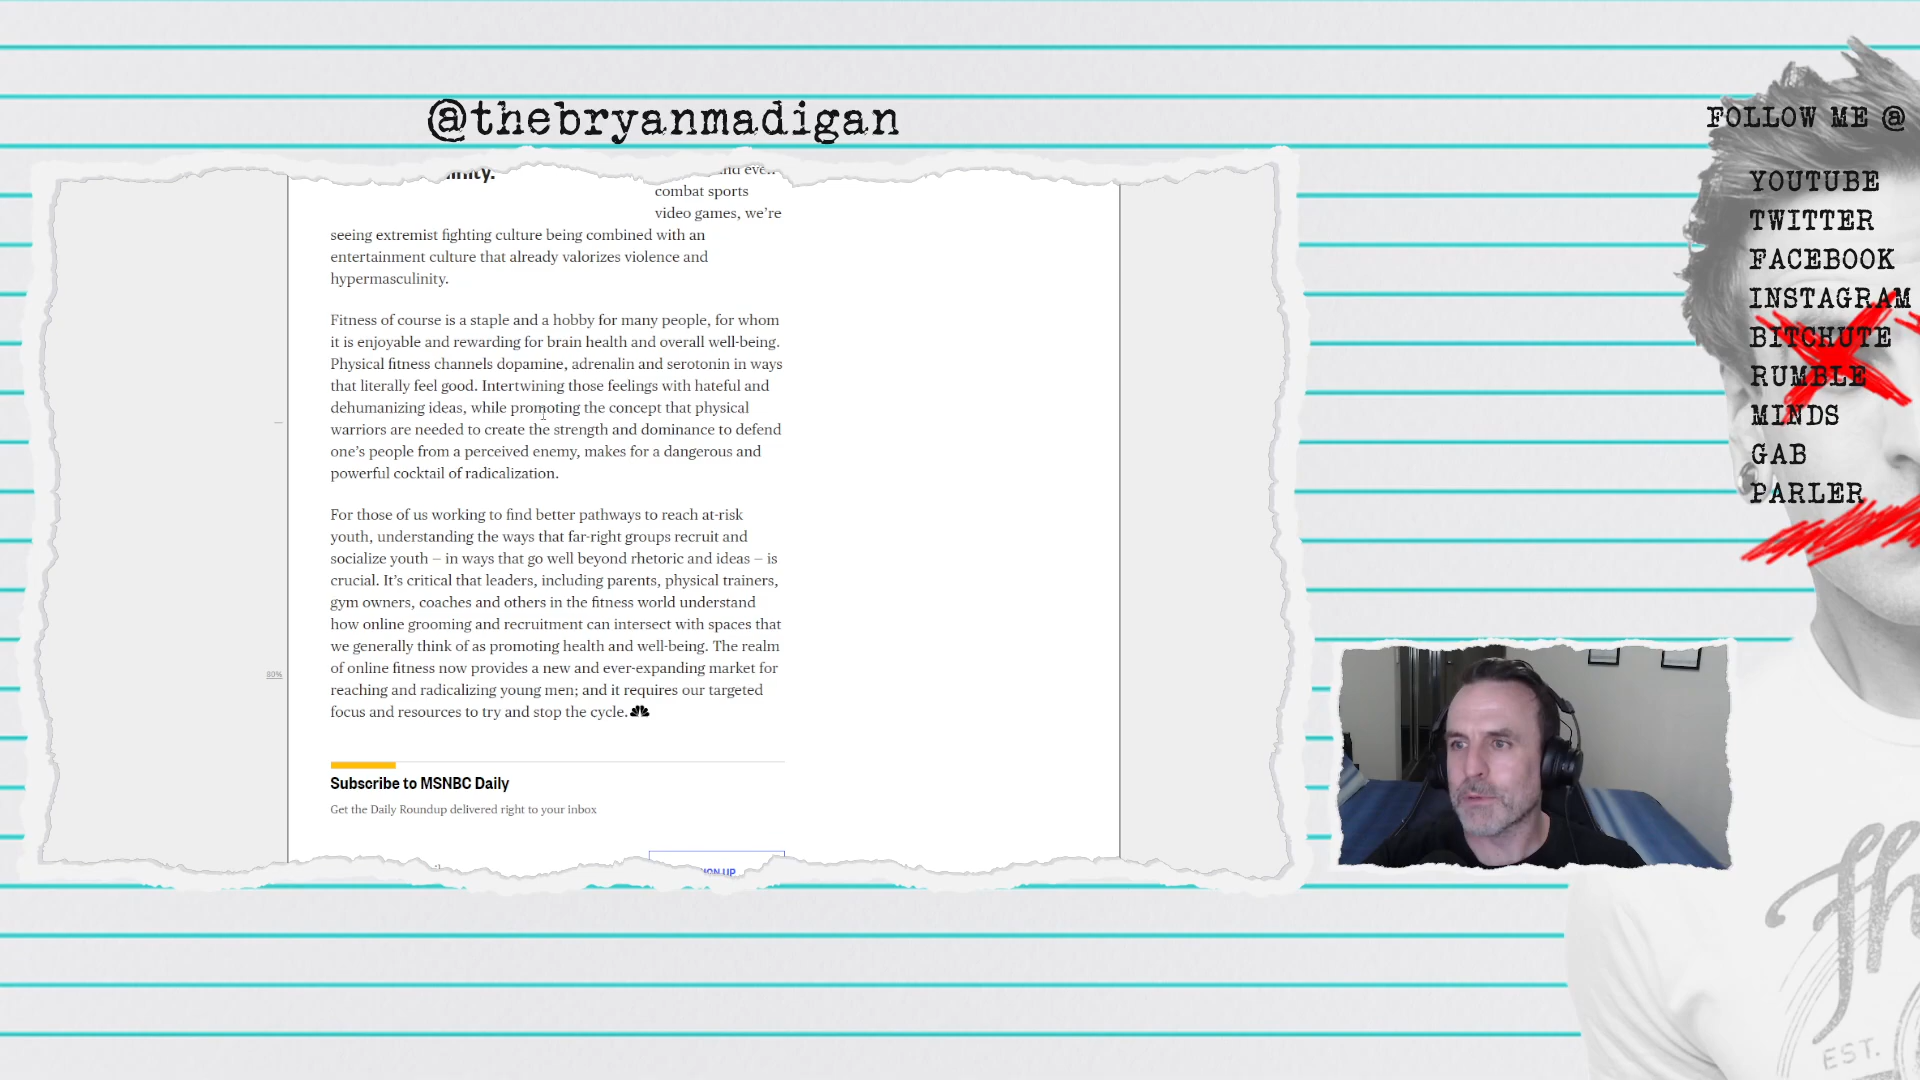 @thebryanmadigan
FOLLOW ME @
YOUTUBE
TWITTER
FACEBOOK
INSTAGRAM
BITCHUTE
RUMBLE
MINDS
GAB
PARLER
combat sports
video games, we’re
seeing extremist fighting culture being combined with an
entertainment culture that already valorizes violence and
hypermasculinity.
Fitness of course is a staple and a hobby for many people, for whom
it is enjoyable and rewarding for brain health and overall well-being.
Physical fitness channels dopamine, adrenalin and serotonin in ways
that literally feel good. Intertwining those feelings with hateful and
dehumanizing ideas, while promoting the concept that physical
warriors are needed to create the strength and dominance to defend
one’s people from a perceived enemy, makes for a dangerous and
powerful cocktail of radicalization.
For those of us working to find better pathways to reach at-risk
youth, understanding the ways that far-right groups recruit and
socialize youth — in ways that go well beyond rhetoric and ideas — is
crucial. It’s critical that leaders, including parents, physical trainers,
gym owners, coaches and others in the fitness world understand
how online grooming and recruitment can intersect with spaces that
we generally think of as promoting health and well-being. The realm
of online fitness now provides a new and ever-expanding market for
reaching and radicalizing young men; and it requires our targeted
focus and resources to try and stop the cycle.
80%
Subscribe to MSNBC Daily
Get the Daily Roundup delivered right to your inbox
EST.